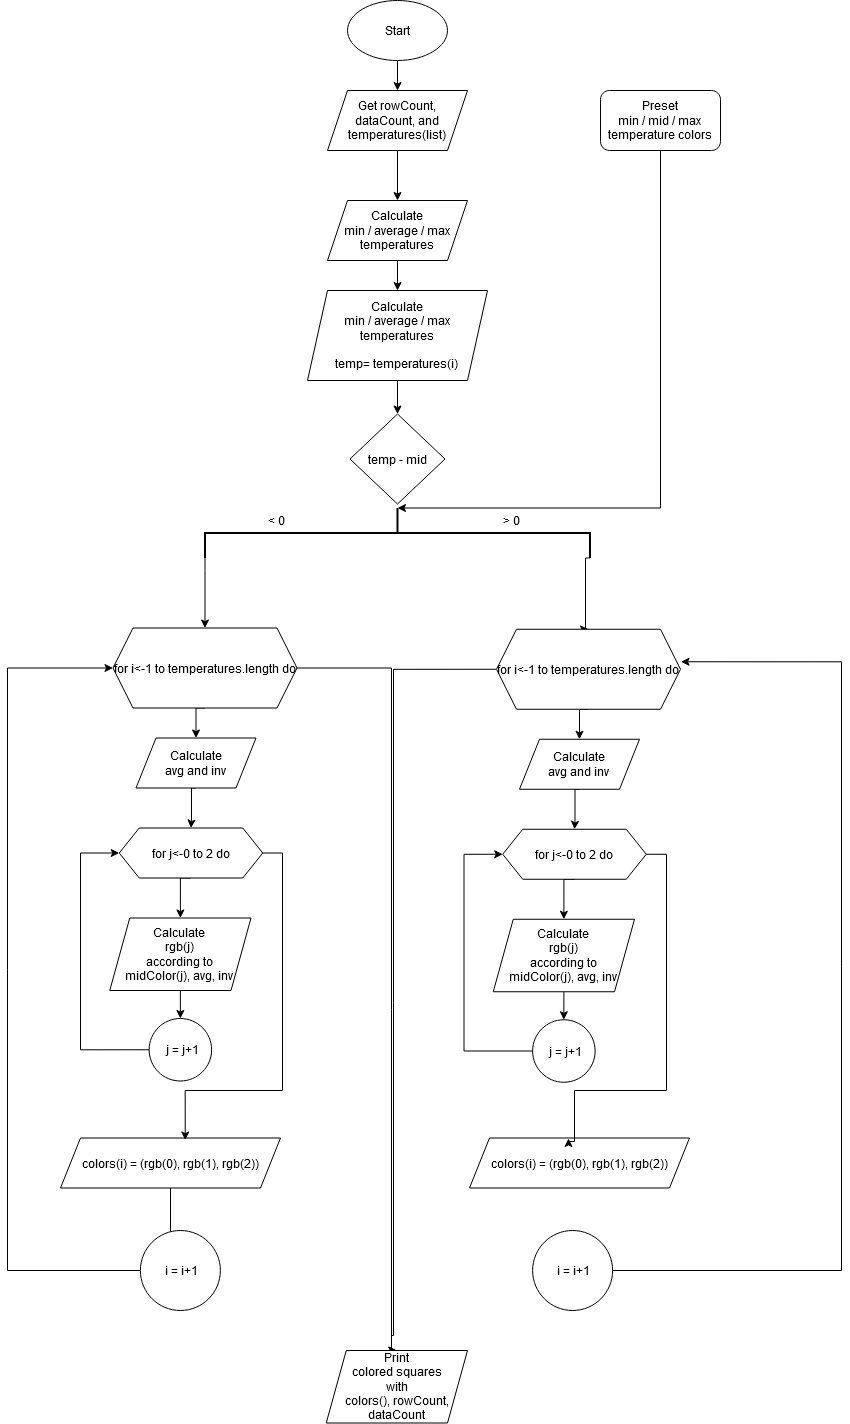 Start
Get rowCount,
dataCount, and
temperatures(list)
Preset
min / mid / max
temperature colors
Calculate
min / average / max
temperatures
Calculate
min / average / max
temperatures
temp= temperatures(i)
temp - mid
< 0
> 0
for i<-1 to temperatures.length do
for i<-1 to temperatures.length do
Calculate
avg and inv
Calculate
avg and inv
for j<-0 to 2 do
for j<-0 to 2 do
Calculate
rgb(j)
according to
midColor(j), avg, inv
Calculate
rgb(j)
according to
midColor(j), avg, inv
j = j+1
j = j+1
colors(i) = (rgb(0), rgb(1), rgb(2))
colors(i) = (rgb(0), rgb(1), rgb(2))
i = i+1
i = i+1
Print
colored squares
with
colors(), rowCount,
dataCount